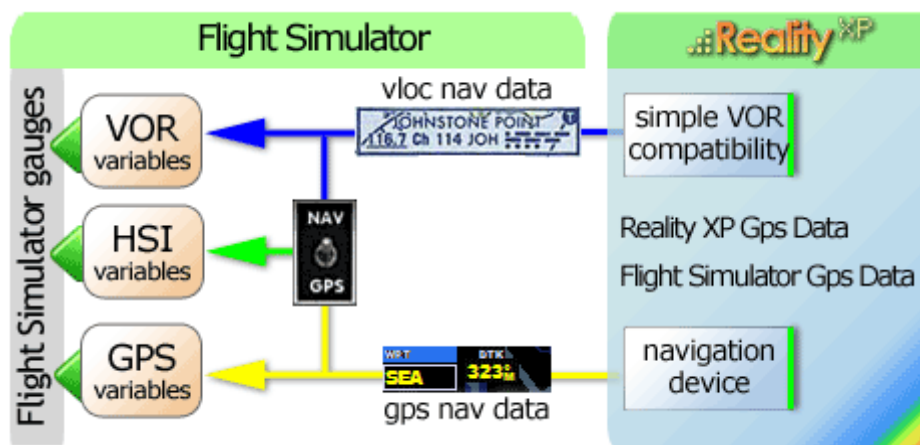 Flight Simulator
Reality XP
Flight Simulator gauges
vloc nav data
VOR
variables
JOHNSTONE POINT
116.7 Ch 114 JOH
simple VOR
compatibility
NAV
GPS
HSI
variables
Reality XP Gps Data
Flight Simulator Gps Data
GPS
variables
WPT
SEA
DTK
323°M
gps nav data
navigation
device